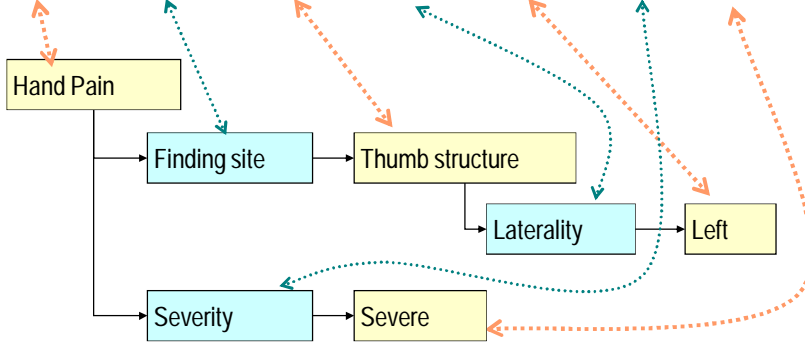 Hand Pain
Finding site
Thumb structure
Laterality
Left
Severity
Severe